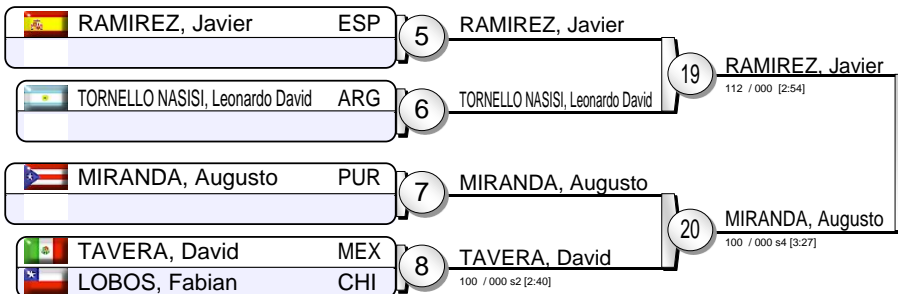 RAMIREZ, Javier ESP
5 RAMIREZ, Javier
19 RAMIREZ, Javier
112 / 000 [2:54]
TORNELLO NASISI, Leonardo David ARG
6 TORNELLO NASISI, Leonardo David
MIRANDA, Augusto PUR
7 MIRANDA, Augusto
20 MIRANDA, Augusto
100 / 000 s4 [3:27]
TAVERA, David MEX
LOBOS, Fabian CHI
8 TAVERA, David
100 / 000 s2 [2:40]